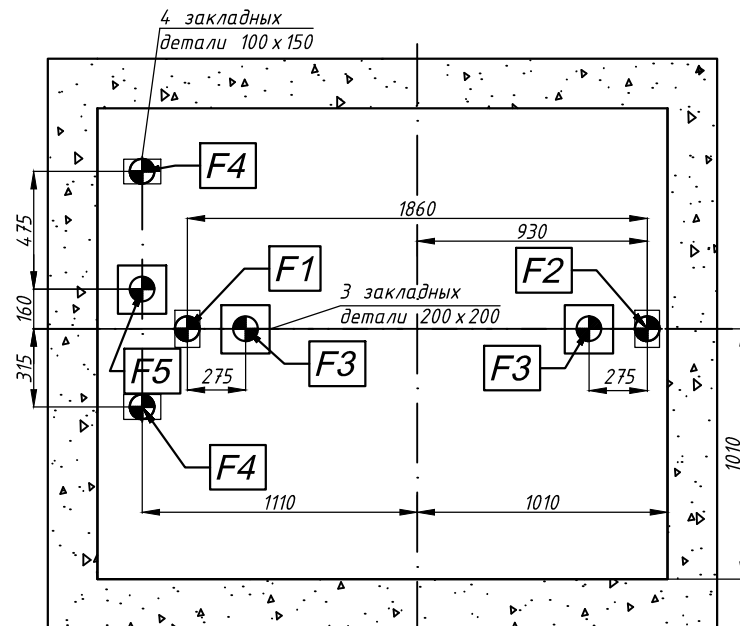 4 закладных
детали 100 x 150
F4
475
1860
930
F1
F2
160
3 закладных
детали 200 x 200
F5
F3
F3
315
275
275
F4
1010
1110
1010